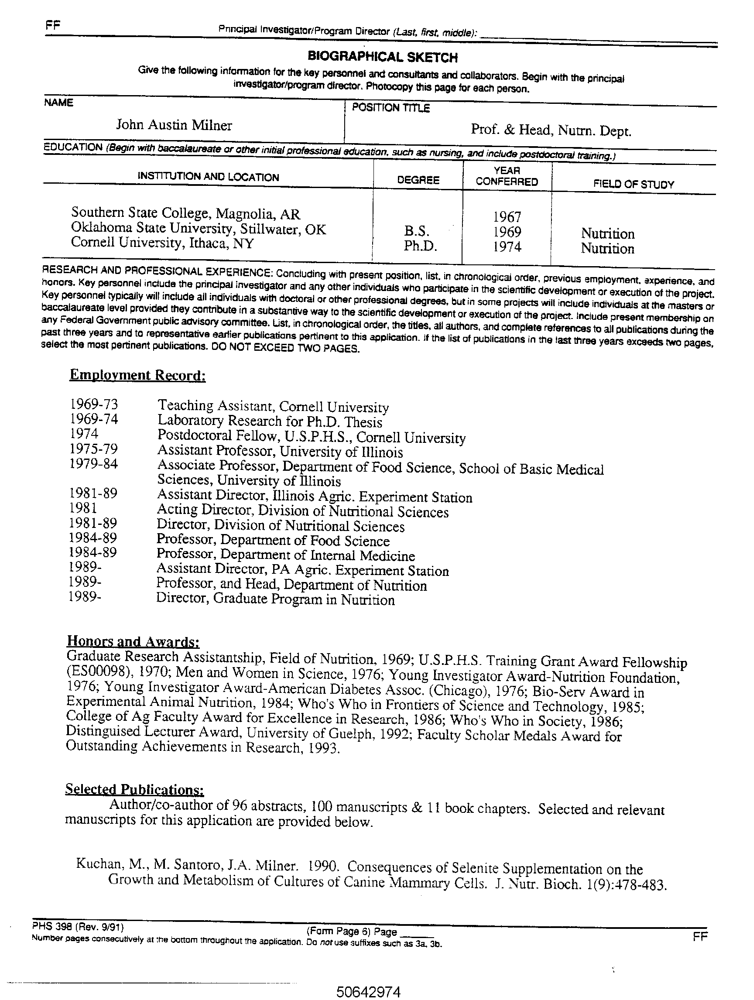 FF
Principal Investigator/Program Director (Last, first, middle):
BIOGRAPHICAL SKETCH
Give the following information for the key personnel and consultants and collaborators. Begin with the principal
investigator/program director. Photocopy this page for each person.
NAME
POSITION TITLE
John Austin Milner
Prof. & Head, Nutrn. Dept.
EDUCATION (Begin with baccalaureate or other initial professional education, such as nursing, and include postdoctoral training.)
INSTITUTION AND LOCATION DEGREE YEAR CONFERRED FIELD OF STUDY
Southern State College, Magnolia, AR 1967
Oklahoma State University, Stillwater, OK B.S. 1969 Nutrition
Cornell University, Ithaca, NY Ph.D. 1974 Nutrition
RESEARCH AND PROFESSIONAL EXPERIENCE: Concluding with present position, list, in chronological order, previous employment, experience, and
honors. Key personnel include the principal investigator and any other individuals who participate in the scientific development or execution of the project.
Key personnel typically will include all individuals with doctoral or other professional degrees, but in some projects will include individuals at the masters or
baccalaureate level provided they contribute in a substantive way to the scientific development or execution of the project. Include present membership on
any Federal Government public advisory committee. List, in chronological order, the titles, all authors, and complete references to all publications during the
past three years and to representative earlier publications pertinent to this application. If the list of publications in the last three years exceeds two pages,
select the most pertinent publications. DO NOT EXCEED TWO PAGES.
Employment Record:
1969-73 Teaching Assistant, Cornell University
1969-74 Laboratory Research for Ph.D. Thesis
1974 Postdoctoral Fellow, U.S.P.H.S., Cornell University
1975-79 Assistant Professor, University of Illinois
1979-84 Associate Professor, Department of Food Science, School of Basic Medical
Sciences, University of Illinois
1981-89 Assistant Director, Illinois Agric. Experiment Station
1981 Acting Director, Division of Nutritional Sciences
1981-89 Director, Division of Nutritional Sciences
1984-89 Professor, Department of Food Science
1984-89 Professor, Department of Internal Medicine
1989- Assistant Director, PA Agric. Experiment Station
1989- Professor, and Head, Department of Nutrition
1989- Director, Graduate Program in Nutrition
Honors and Awards:
Graduate Research Assistantship, Field of Nutrition, 1969; U.S.P.H.S. Training Grant Award Fellowship
(ES00098), 1970; Men and Women in Science, 1976; Young Investigator Award-Nutrition Foundation,
1976; Young Investigator Award-American Diabetes Assoc. (Chicago), 1976; Bio-Serv Award in
Experimental Animal Nutrition, 1984; Who's Who in Frontiers of Science and Technology, 1985;
College of Ag Faculty Award for Excellence in Research, 1986; Who's Who in Society, 1986;
Distinguised Lecturer Award, University of Guelph, 1992; Faculty Scholar Medals Award for
Outstanding Achievements in Research, 1993.
Selected Publications:
Author/co-author of 96 abstracts, 100 manuscripts & 11 book chapters. Selected and relevant
manuscripts for this application are provided below.
Kuchan, M., M. Santoro, J.A. Milner. 1990. Consequences of Selenite Supplementation on the
Growth and Metabolism of Cultures of Canine Mammary Cells. J. Nutr. Bioch. 1(9):478-483.
PHS 398 (Rev. 9/91) (Form Page 6) Page
Number pages consecutively at the bottom throughout the application. Do not use suffixes such as 3a, 3b.
FF
50642974